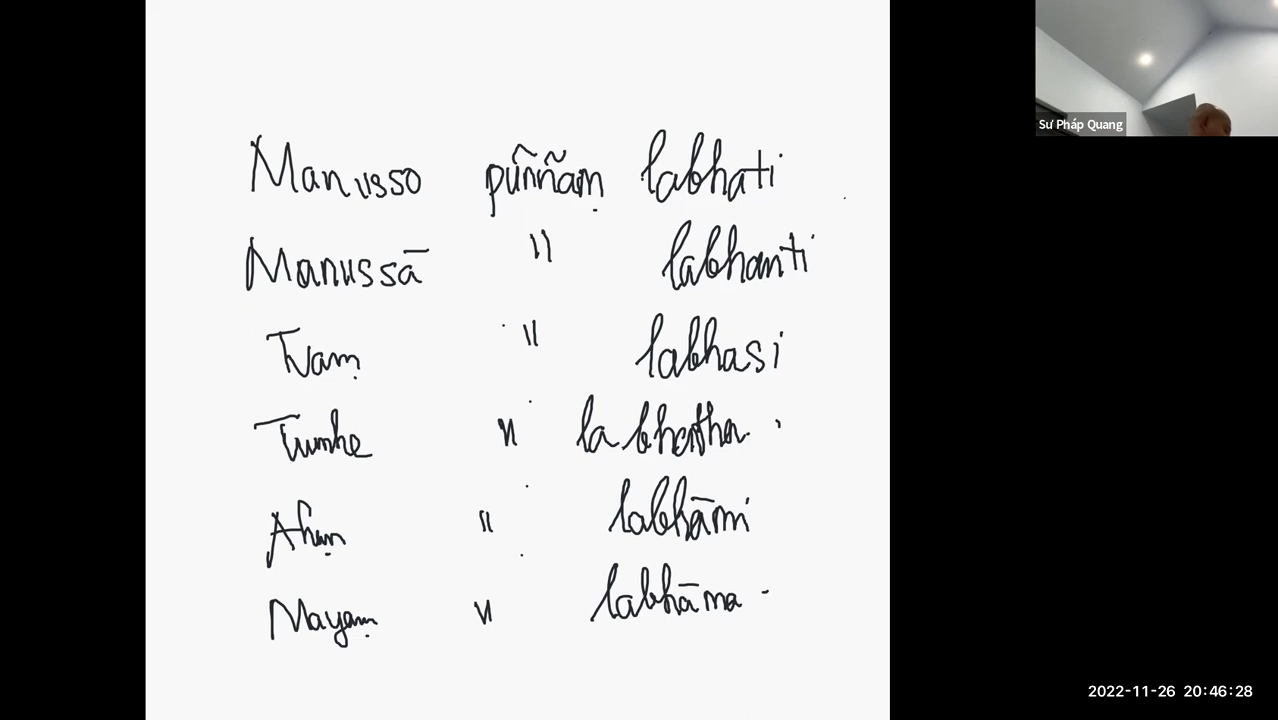 Manusso puññaṃ labhati
Manussā " labhanti
Tvaṃ " labhasi
Tumhe " labhatha.
Ahaṃ " labhāmi
Mayaṃ " labhāma
Sư Pháp Quang
2022-11-26 20:46:28